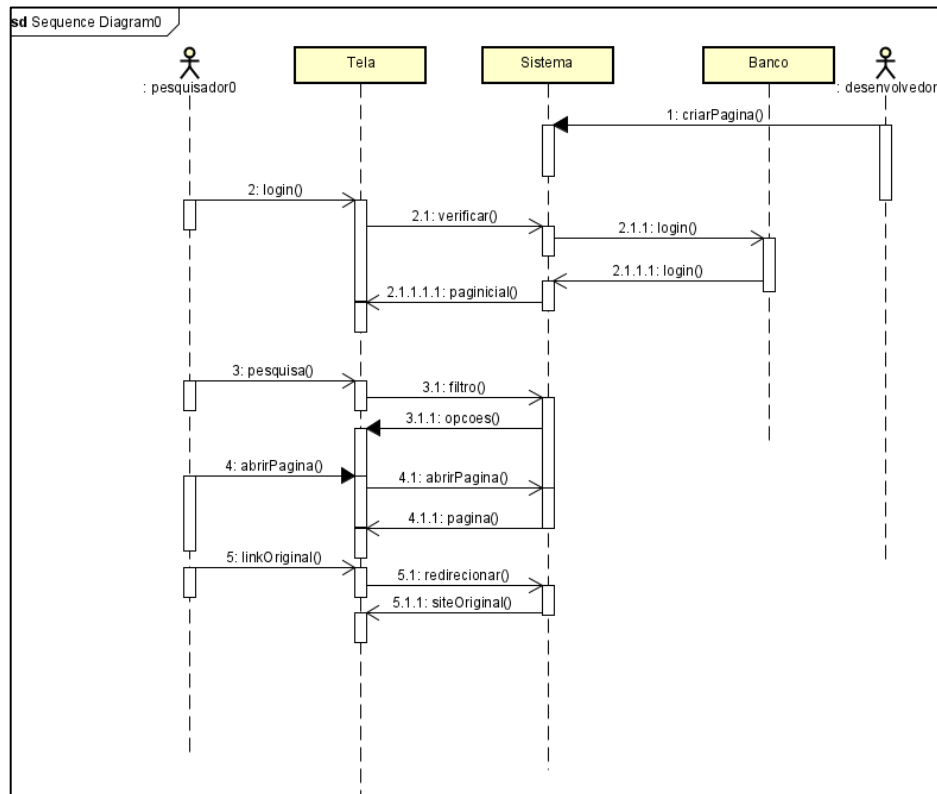 sd Sequence Diagram0
: pesquisador0
Tela
Sistema
Banco
: desenvolvedor
1: criarPagina()
2: login()
2.1: verificar()
2.1.1: login()
2.1.1.1: login()
2.1.1.1.1: paginicial()
3: pesquisa()
3.1: filtro()
3.1.1: opcoes()
4: abrirPagina()
4.1: abrirPagina()
4.1.1: pagina()
5: linkOriginal()
5.1: redirecionar()
5.1.1: siteOriginal()